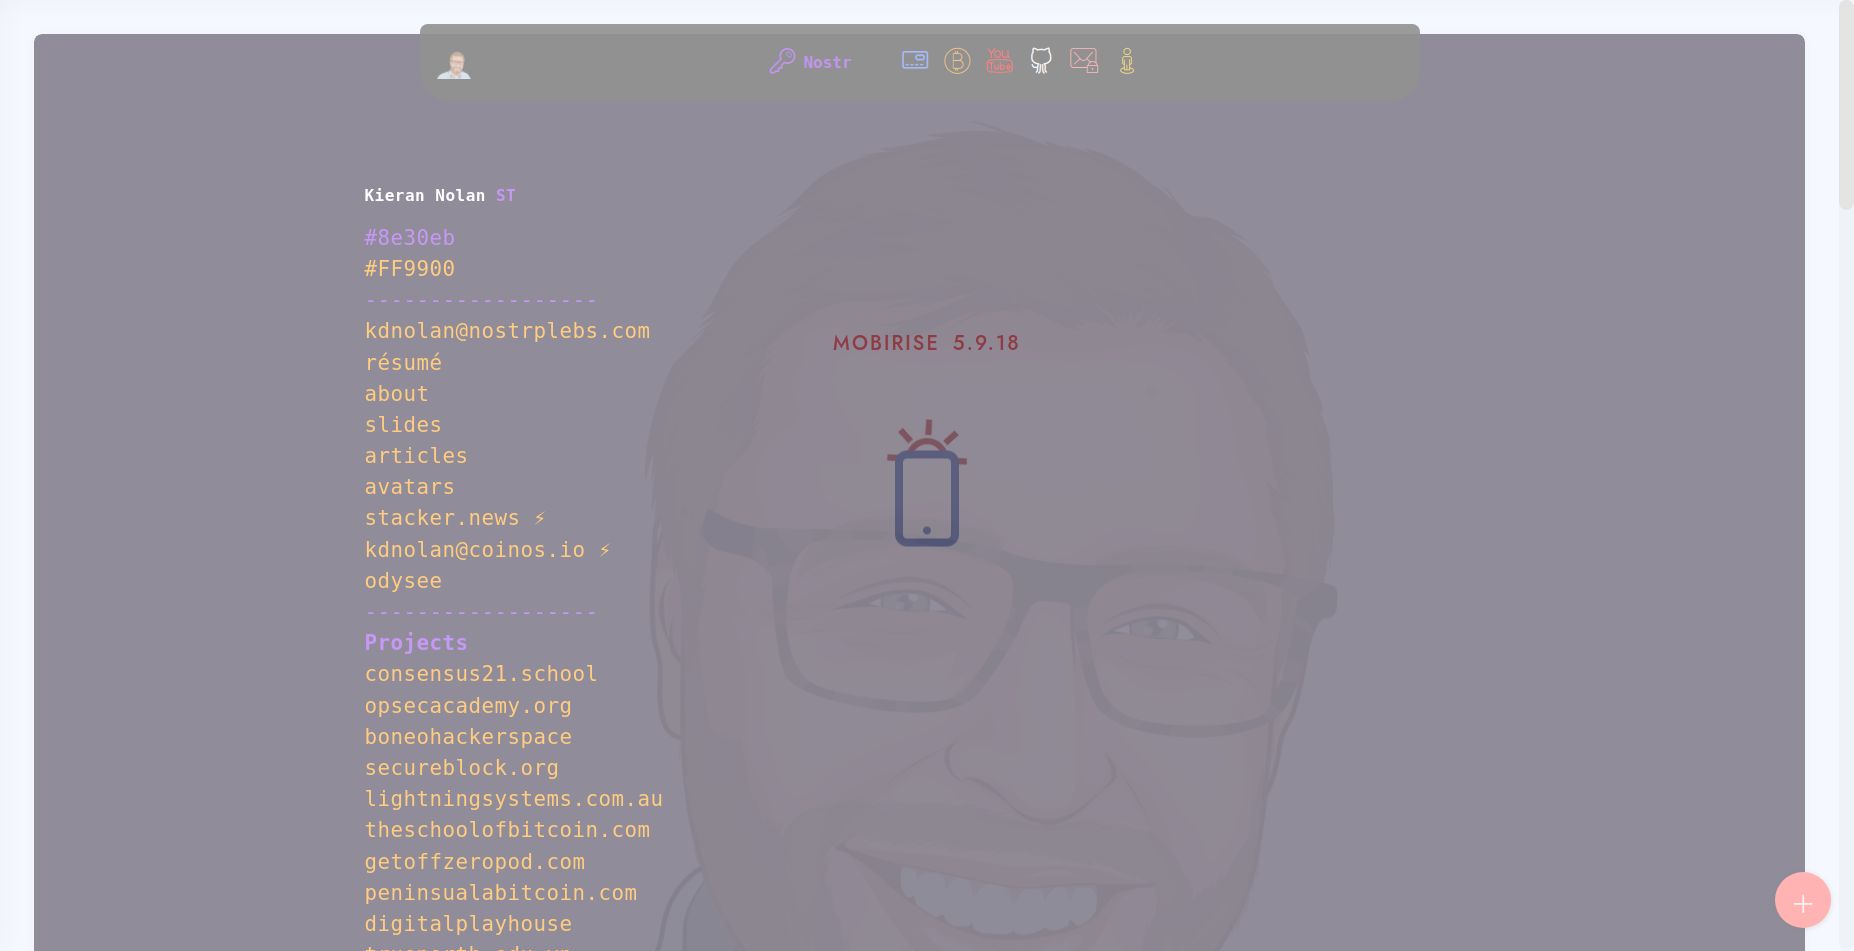 Nostr
You
Tube
Kieran Nolan ST
#8e30eb
#FF9900
------------------
kdnolan@nostrplebs.com
résumé
MOBIRISE 5.9.18
about
slides
articles
avatars
stacker.news ⚡
kdnolan@coinos.io ⚡
odysee
------------------
Projects
consensus21.school
opsecacademy.org
boneohackerspace
secureblock.org
lightningsystems.com.au
theschoolofbitcoin.com
getoffzeropod.com
peninsualabitcoin.com
digitalplayhouse